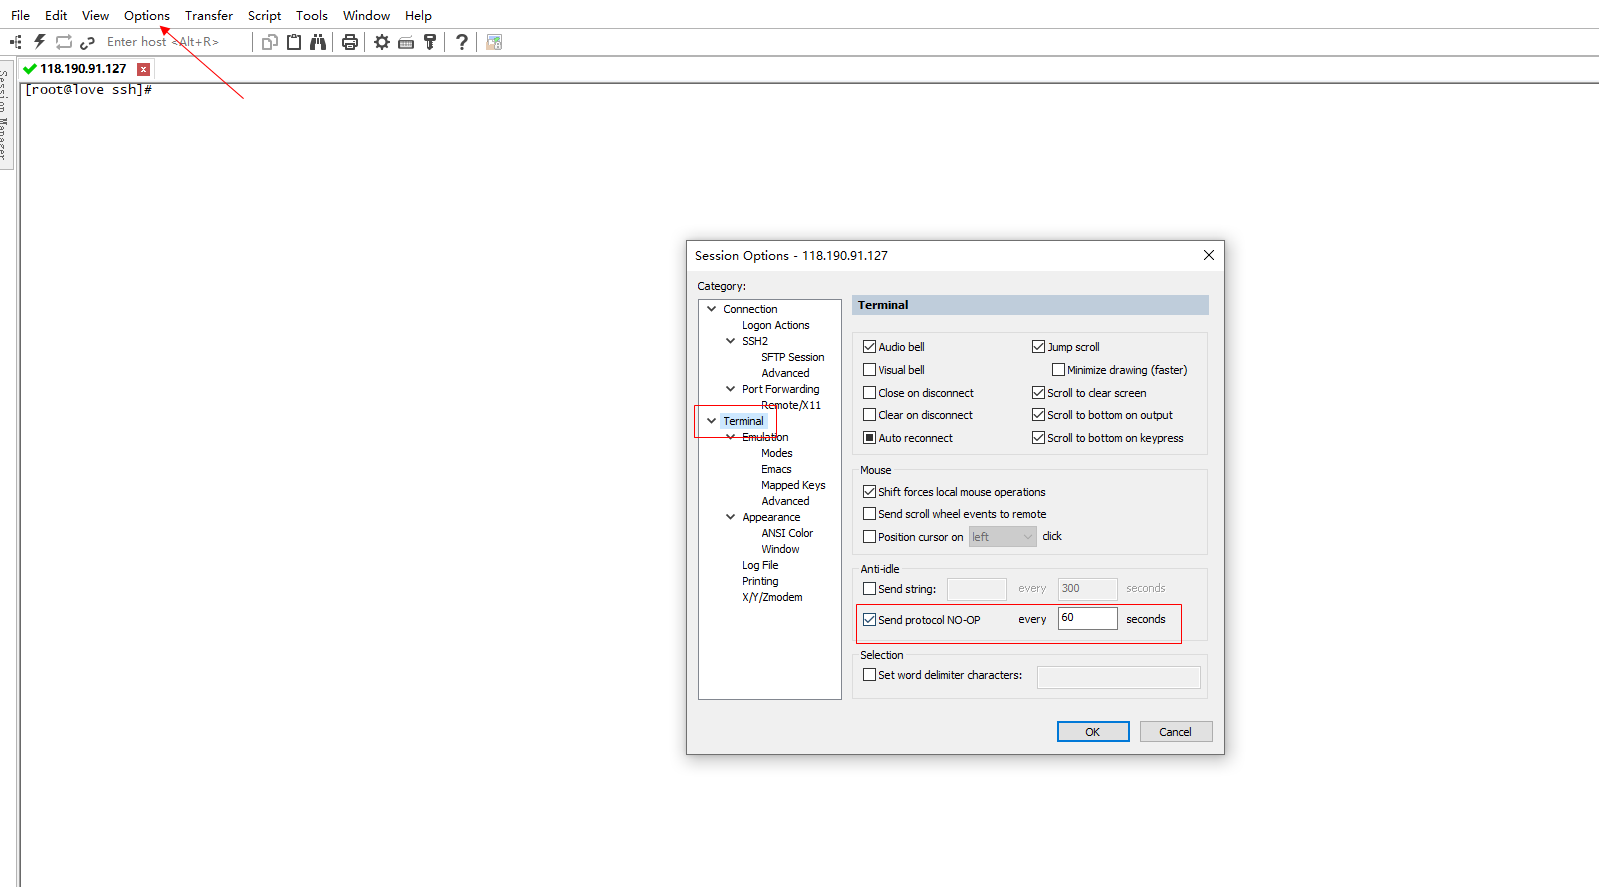 File Edit View Options Transfer Script Tools Window Help
Enter host <Alt+R>
118.190.91.127
Session Manager
[root@love ssh]#
Session Options - 118.190.91.127
Category:
Connection
Logon Actions
SSH2
SFTP Session
Advanced
Port Forwarding
Remote/X11
Terminal
Emulation
Modes
Emacs
Mapped Keys
Advanced
Appearance
ANSI Color
Window
Log File
Printing
X/Y/Zmodem
Terminal
Audio bell Jump scroll
Visual bell Minimize drawing (faster)
Close on disconnect Scroll to clear screen
Clear on disconnect Scroll to bottom on output
Auto reconnect Scroll to bottom on keypress
Mouse
Shift forces local mouse operations
Send scroll wheel events to remote
Position cursor on left click
Anti-idle
Send string: every 300 seconds
Send protocol NO-OP every 60 seconds
Selection
Set word delimiter characters:
OK Cancel